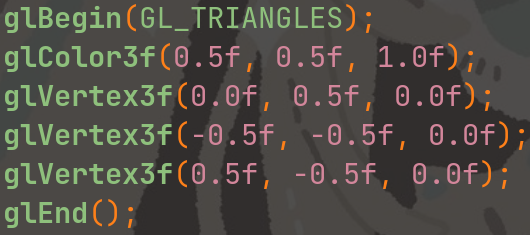 glBegin(GL_TRIANGLES);
glColor3f(0.5f, 0.5f, 1.0f);
glVertex3f(0.0f, 0.5f, 0.0f);
glVertex3f(-0.5f, -0.5f, 0.0f);
glVertex3f(0.5f, -0.5f, 0.0f);
glEnd();